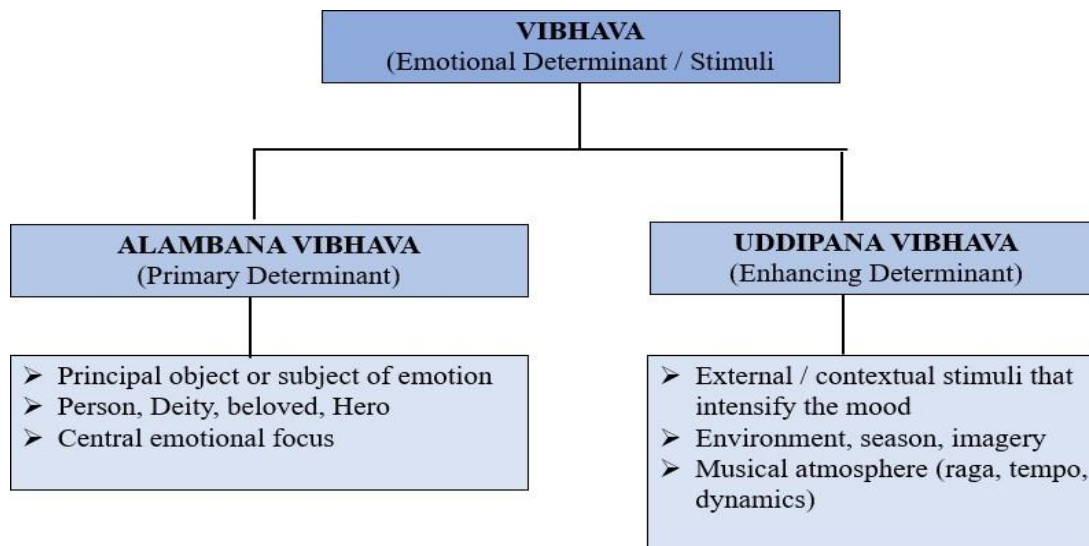 VIBHAVA
(Emotional Determinant / Stimuli
ALAMBANA VIBHAVA
(Primary Determinant)
➢ Principal object or subject of emotion
➢ Person, Deity, beloved, Hero
➢ Central emotional focus
UDDIPANA VIBHAVA
(Enhancing Determinant)
➢ External / contextual stimuli that
intensify the mood
➢ Environment, season, imagery
➢ Musical atmosphere (raga, tempo,
dynamics)